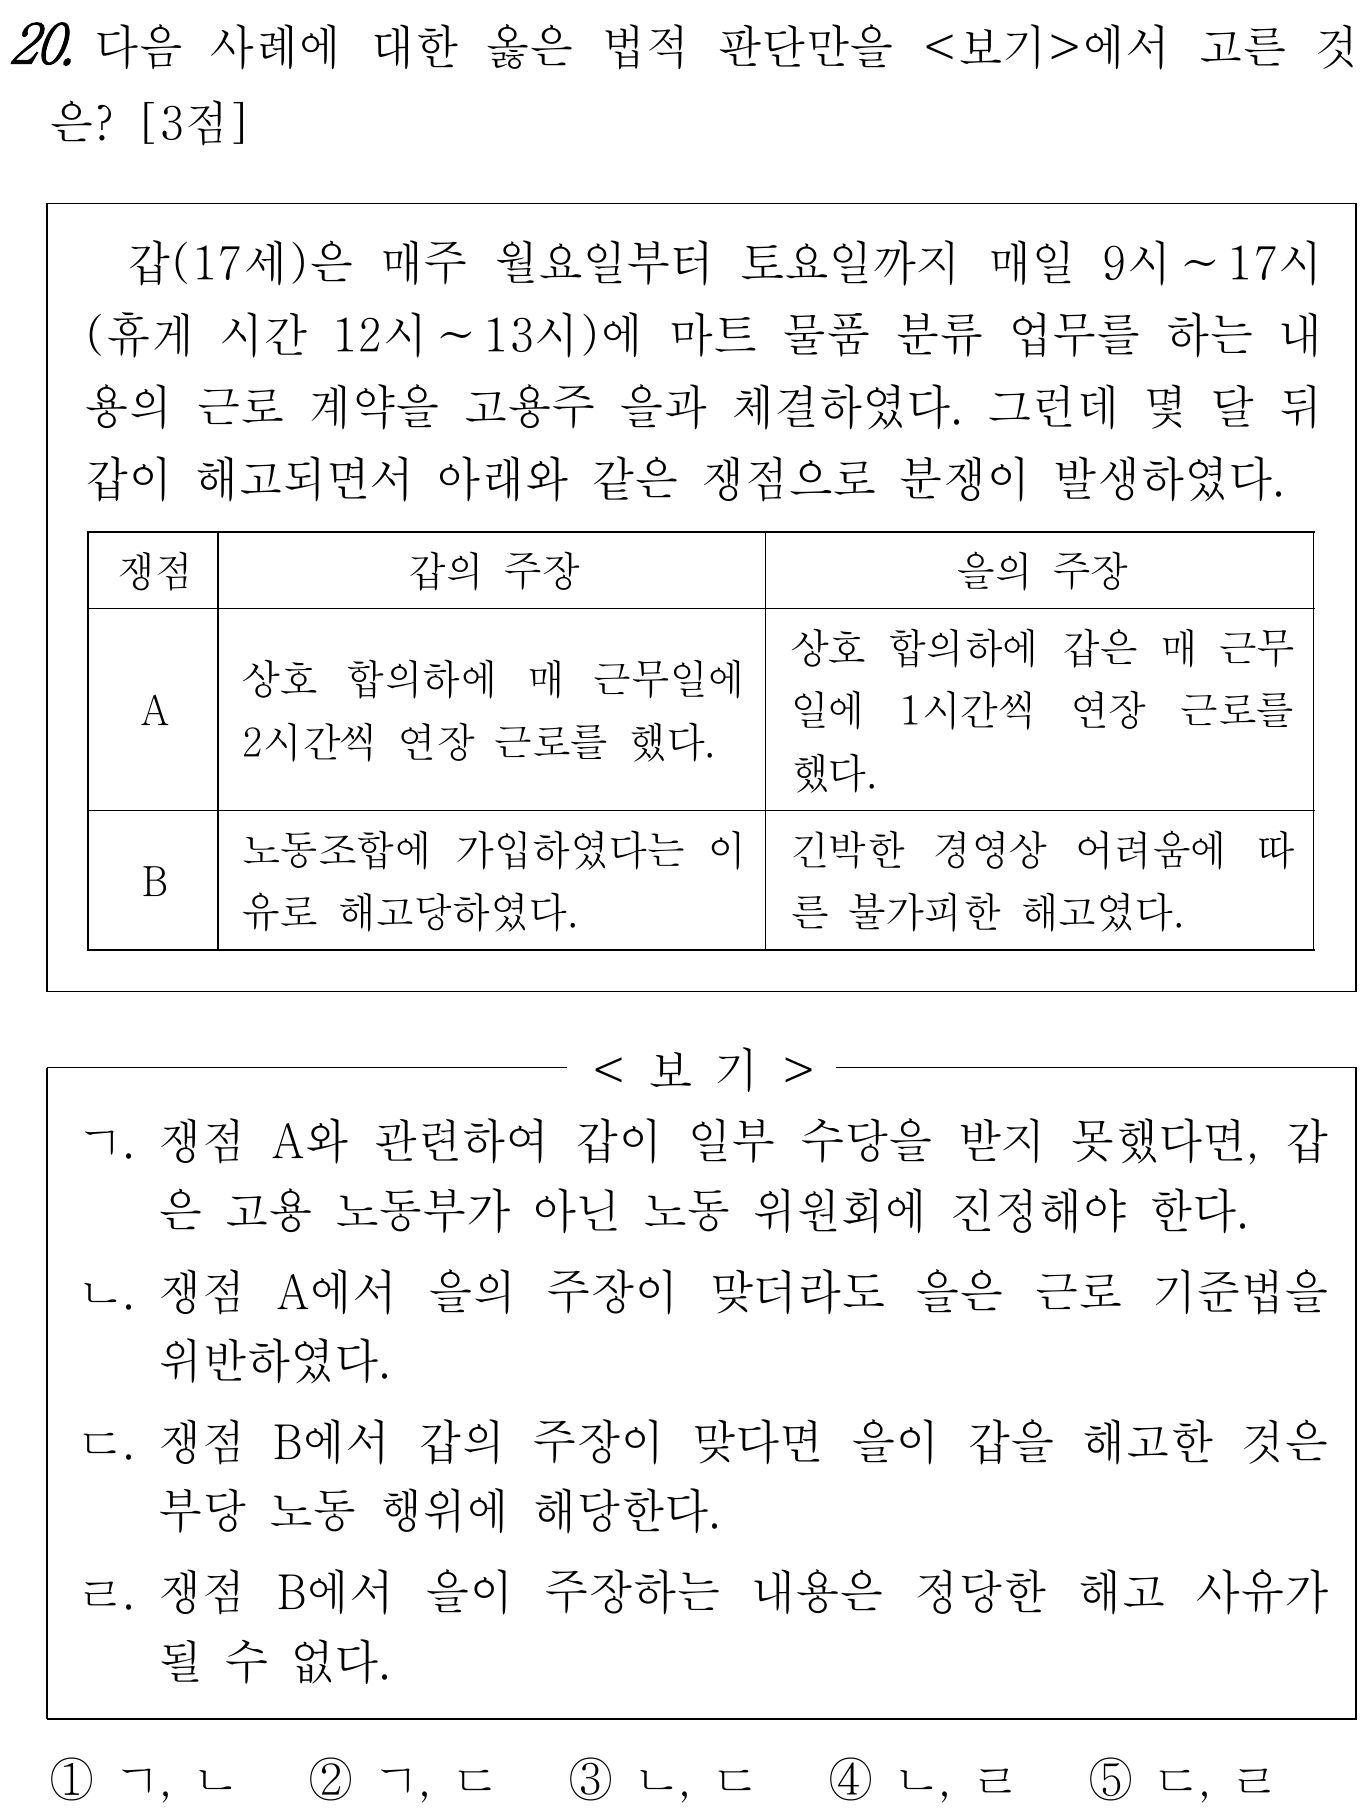 20. 다음 사례에 대한 옳은 법적 판단만을 <보기>에서 고른 것
은? [3점]
갑(17세)은 매주 월요일부터 토요일까지 매일 9시～17시
(휴게 시간 12시～13시)에 마트 물품 분류 업무를 하는 내
용의 근로 계약을 고용주 을과 체결하였다. 그런데 몇 달 뒤
갑이 해고되면서 아래와 같은 쟁점으로 분쟁이 발생하였다.
쟁점 갑의 주장 을의 주장
A
상호 합의하에 매 근무일에
2시간씩 연장 근로를 했다.
상호 합의하에 갑은 매 근무
일에 1시간씩 연장 근로를
했다.
B
노동조합에 가입하였다는 이
유로 해고당하였다.
긴박한 경영상 어려움에 따
른 불가피한 해고였다.
< 보 기 >
ㄱ. 쟁점 A와 관련하여 갑이 일부 수당을 받지 못했다면, 갑
은 고용 노동부가 아닌 노동 위원회에 진정해야 한다.
ㄴ. 쟁점 A에서 을의 주장이 맞더라도 을은 근로 기준법을
위반하였다.
ㄷ. 쟁점 B에서 갑의 주장이 맞다면 을이 갑을 해고한 것은
부당 노동 행위에 해당한다.
ㄹ. 쟁점 B에서 을이 주장하는 내용은 정당한 해고 사유가
될 수 없다.
① ㄱ, ㄴ ② ㄱ, ㄷ ③ ㄴ, ㄷ ④ ㄴ, ㄹ ⑤ ㄷ, ㄹ